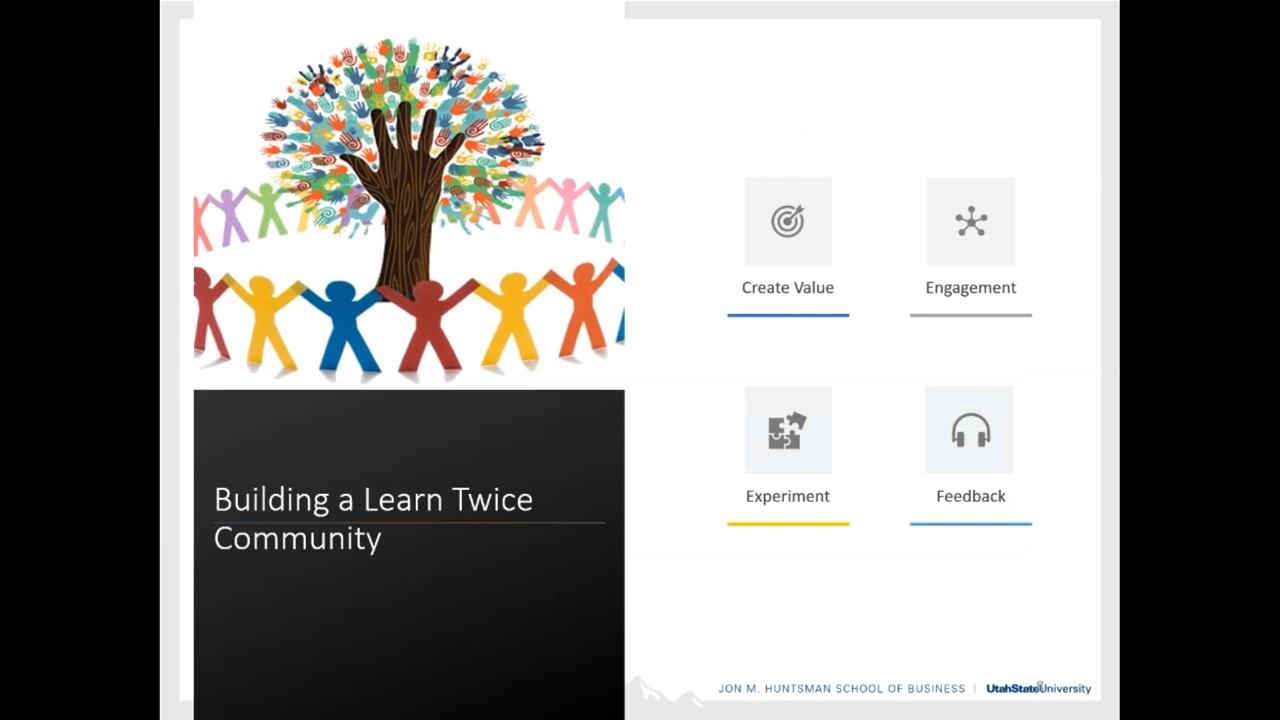 Building a Learn Twice
Community
Create Value
Engagement
Experiment
Feedback
JON M. HUNTSMAN SCHOOL OF BUSINESS | UtahStateUniversity